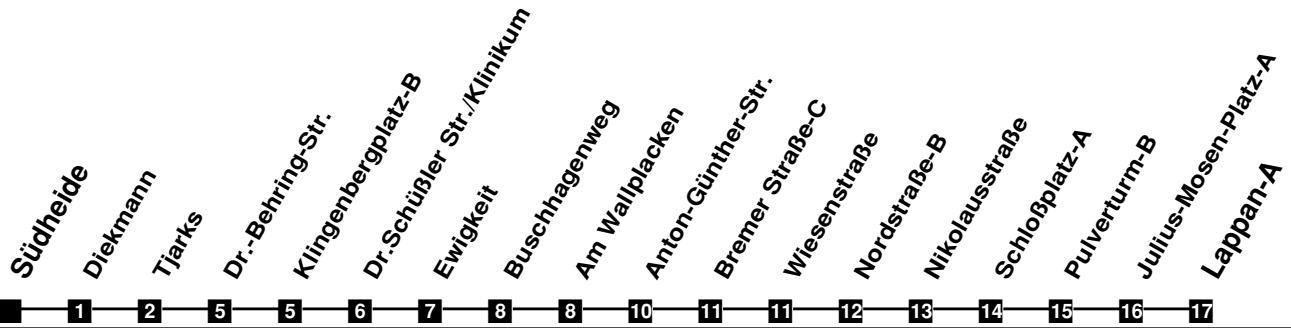 Südheide
Diekmann
Tjarks
Dr.-Behring-Str.
Klingenbergplatz-B
Dr.Schüßler Str./Klinikum
Ewigkeit
Buschhagenweg
Am Wallplacken
Anton-Günther-Str.
Bremer Straße-C
Wiesenstraße
Nordstraße-B
Nikolausstraße
Schloßplatz-A
Pulverturm-B
Julius-Mosen-Platz-A
Lappan-A
1 2 5 5 6 7 8 8 10 11 11 12 13 14 15 16 17